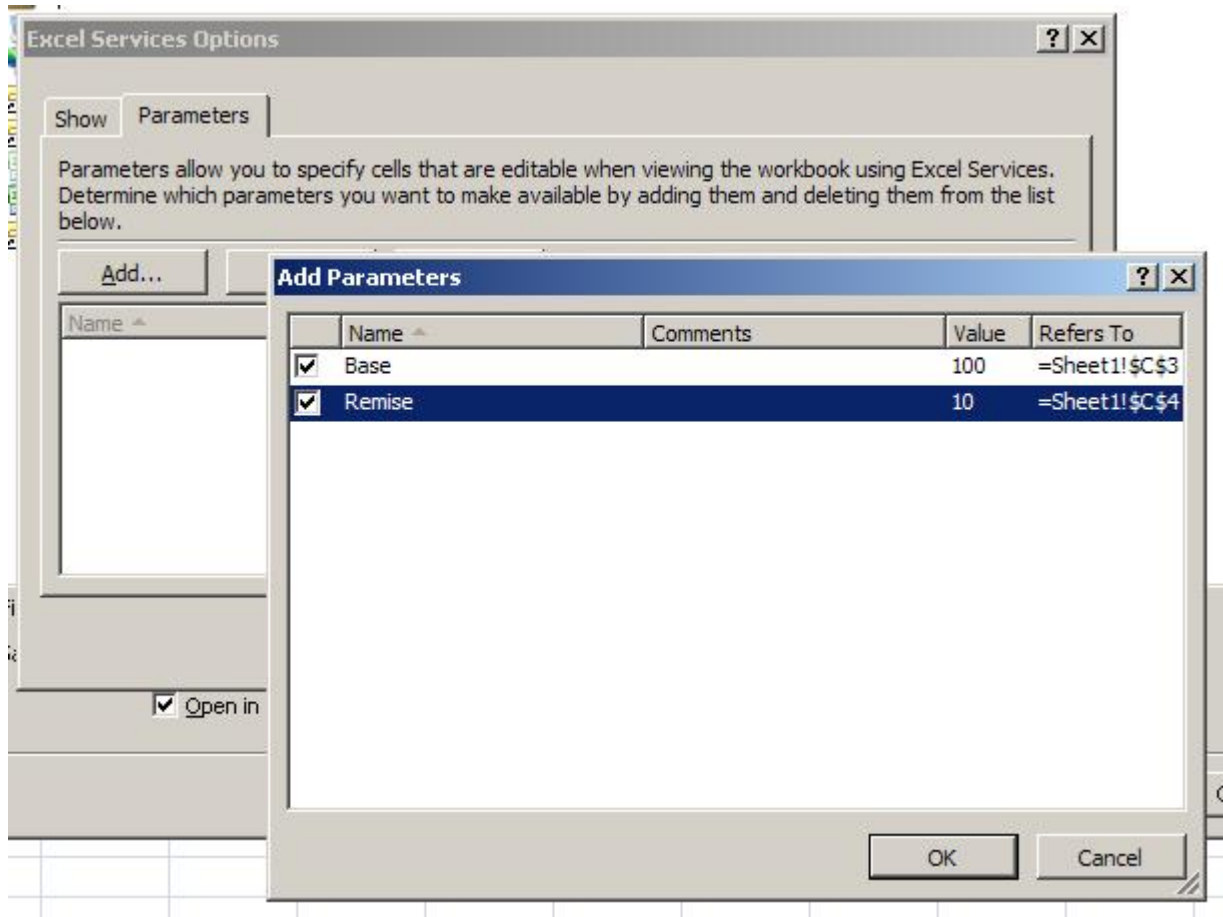 Excel Services Options
Show Parameters
Parameters allow you to specify cells that are editable when viewing the workbook using Excel Services.
Determine which parameters you want to make available by adding them and deleting them from the list
below.
Add...
Name
Add Parameters
Name Comments Value Refers To
Base 100 =Sheet1!$C$3
Remise 10 =Sheet1!$C$4
Open in
OK Cancel